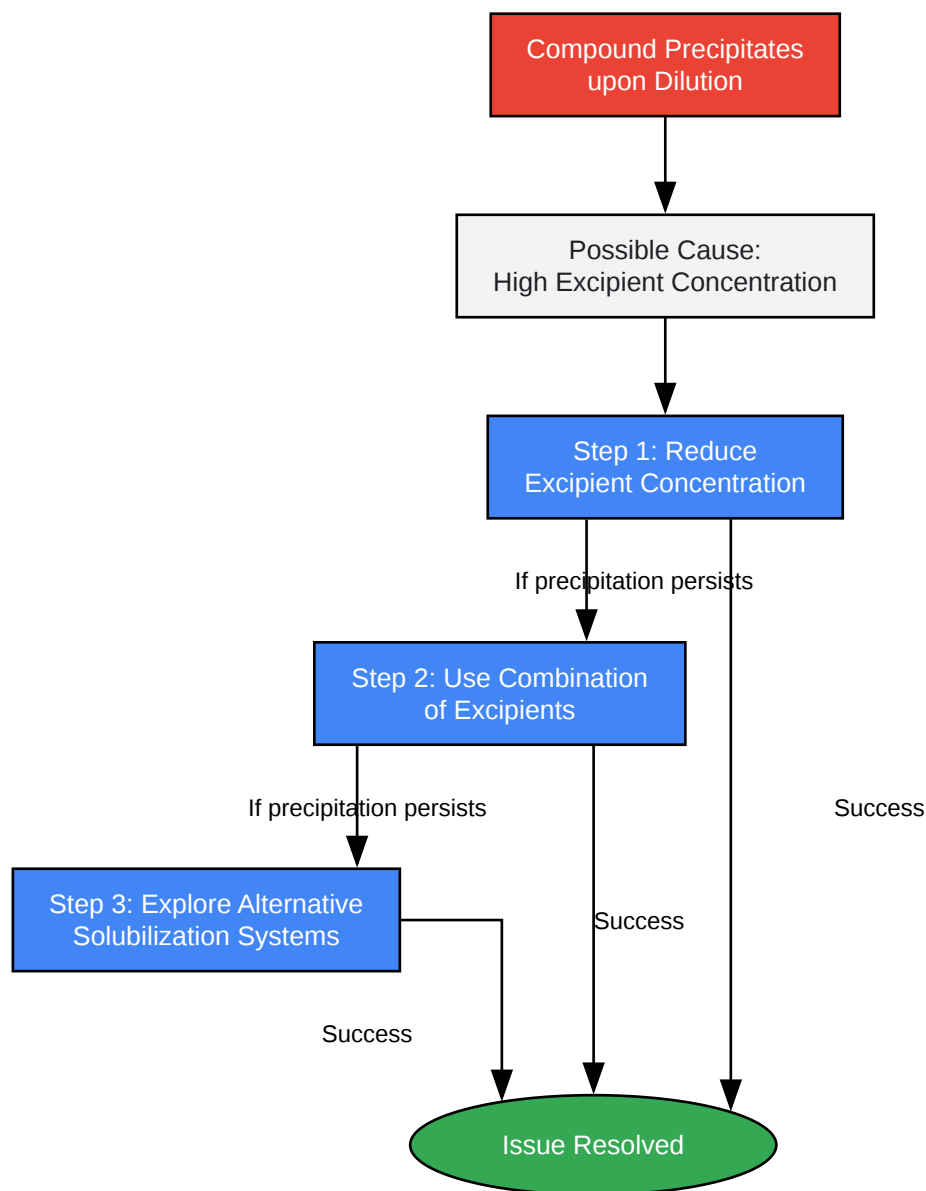 Compound Precipitates
upon Dilution
Possible Cause:
High Excipient Concentration
Step 1: Reduce
Excipient Concentration
If precipitation persists
Step 2: Use Combination
of Excipients
If precipitation persists
Success
Step 3: Explore Alternative
Solubilization Systems
Success
Success
Issue Resolved